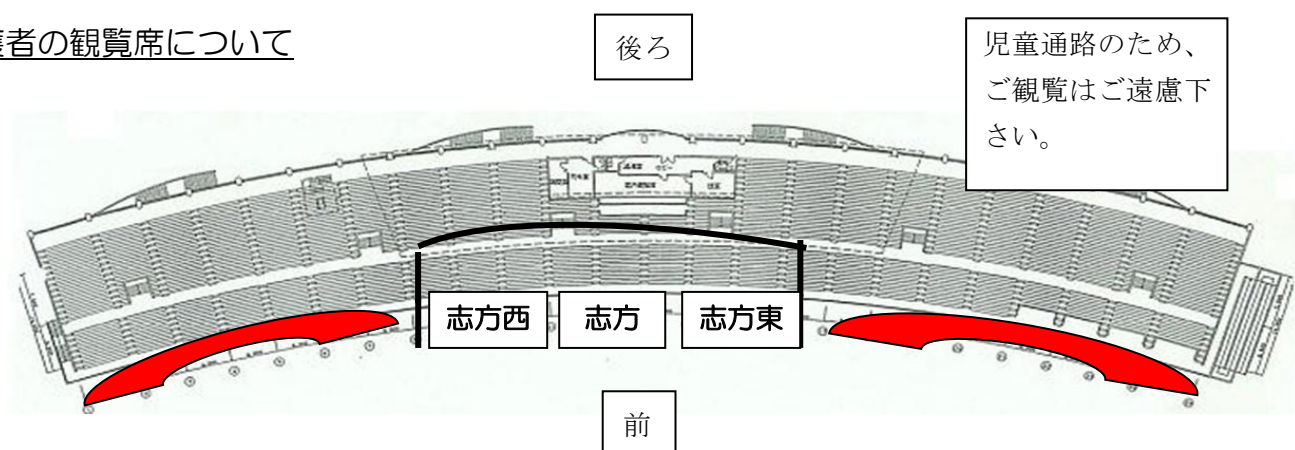 者の観覧席について
後ろ
児童通路のため、
ご観覧はご遠慮下
さい。
志方西
志方
志方東
前